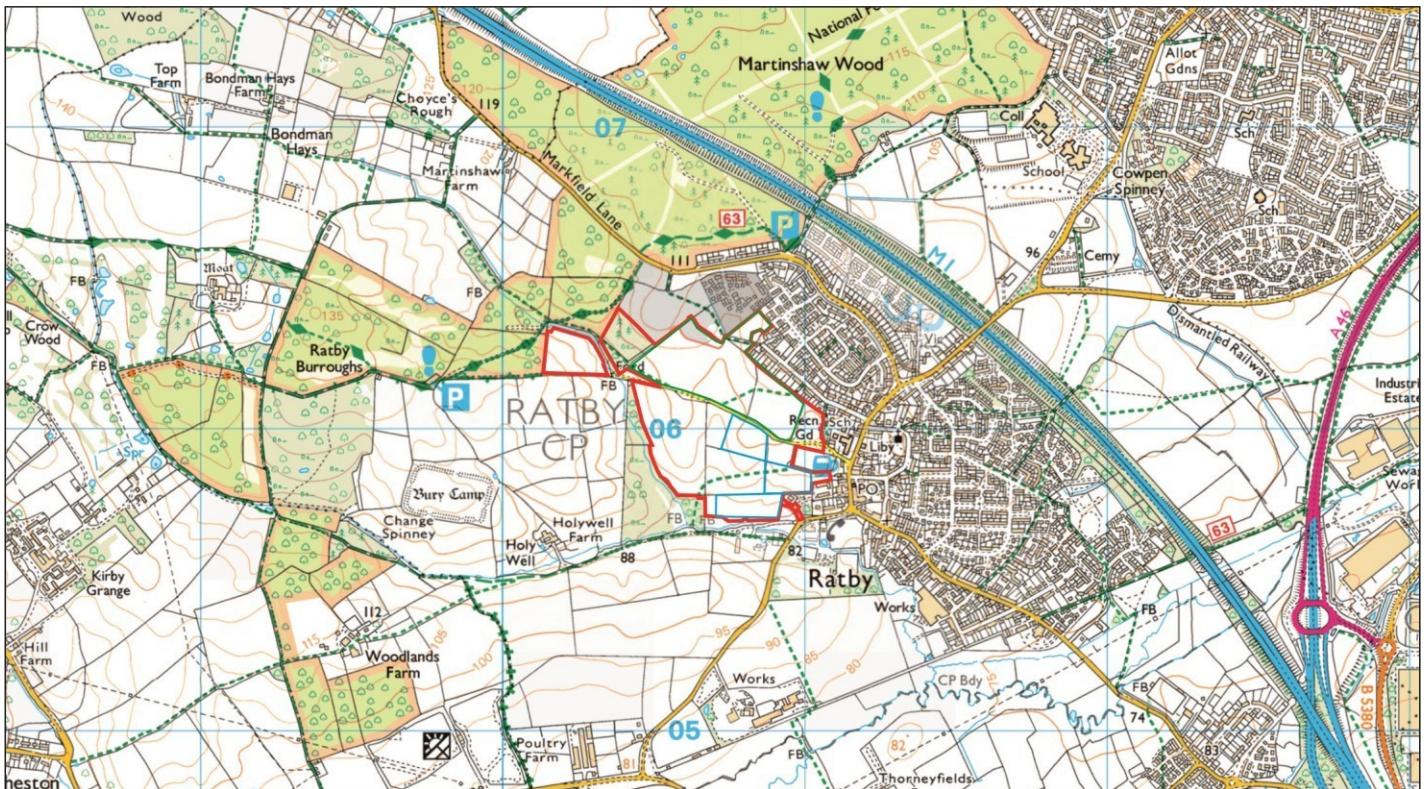 Wood
National Fo
Allot
Gdns
Top
Farm
Bondman Hays
Farm
Martinshaw Wood
125
120
115
110
140
Choyce's
Rough
119
07
Coll
Sch
Bondman
Hays
Martinshaw
Farm
Markfield Lane
105
School
Cowpen
Spinney
Sch
63
P
M1
96
Cemy
Moat
111
FB
FB
A 46
Dismantled Railway
Crow
Wood
135
Ratby
Burroughs
FB
P
RATBY
CP
FB
06
Recn
Gd
Sch
Liby
Industri
Estate
Spr
Bury Camp
PO
Sewa
Worl
Change
Spinney
Holywell
Farm
FB
Holy
Well
88
82
63
Kirby
Grange
Ratby
112
Works
FB
Hill
Farm
115
105
100
Woodlands
Farm
95
90
85
80
75
CP Bdy
FB
Works
74
B 5380
05
Poultry
Farm
81
FB
82
83
Thorneyfields
neston